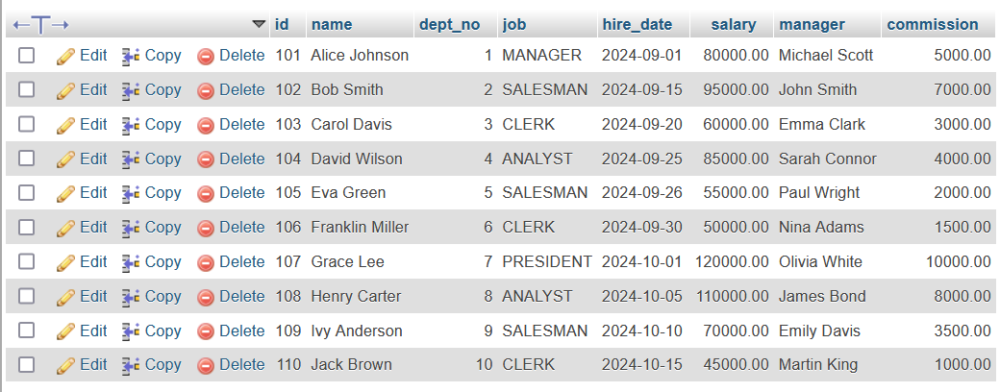 id name dept_no job hire_date salary manager commission
Edit Copy Delete 101 Alice Johnson 1 MANAGER 2024-09-01 80000.00 Michael Scott 5000.00
Edit Copy Delete 102 Bob Smith 2 SALESMAN 2024-09-15 95000.00 John Smith 7000.00
Edit Copy Delete 103 Carol Davis 3 CLERK 2024-09-20 60000.00 Emma Clark 3000.00
Edit Copy Delete 104 David Wilson 4 ANALYST 2024-09-25 85000.00 Sarah Connor 4000.00
Edit Copy Delete 105 Eva Green 5 SALESMAN 2024-09-26 55000.00 Paul Wright 2000.00
Edit Copy Delete 106 Franklin Miller 6 CLERK 2024-09-30 50000.00 Nina Adams 1500.00
Edit Copy Delete 107 Grace Lee 7 PRESIDENT 2024-10-01 120000.00 Olivia White 10000.00
Edit Copy Delete 108 Henry Carter 8 ANALYST 2024-10-05 110000.00 James Bond 8000.00
Edit Copy Delete 109 Ivy Anderson 9 SALESMAN 2024-10-10 70000.00 Emily Davis 3500.00
Edit Copy Delete 110 Jack Brown 10 CLERK 2024-10-15 45000.00 Martin King 1000.00